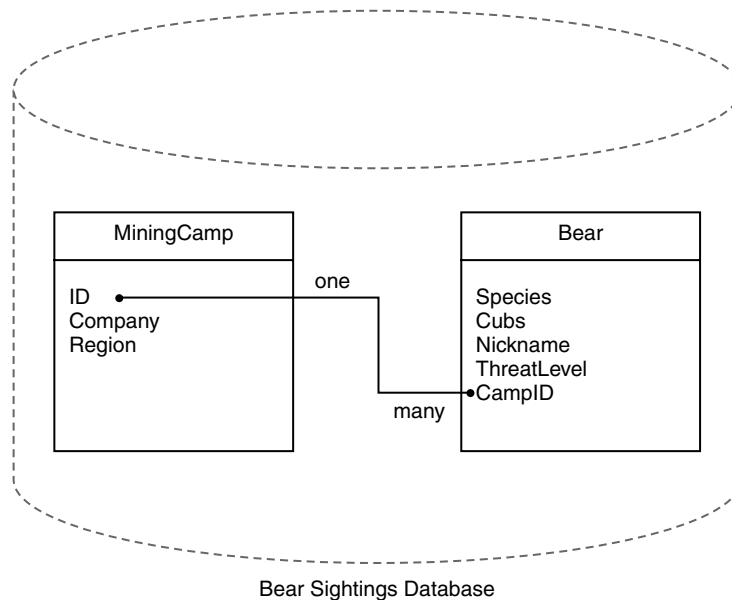 MiningCamp
ID
Company
Region
one
many
Bear
Species
Cubs
Nickname
ThreatLevel
CampID
Bear Sightings Database